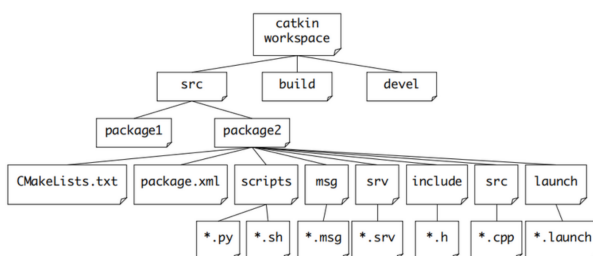 catkin
workspace
src
build
devel
package1
package2
CMakeLists.txt
package.xml
scripts
msg
srv
include
src
launch
*.py
*.sh
*.msg
*.srv
*.h
*.cpp
*.launch